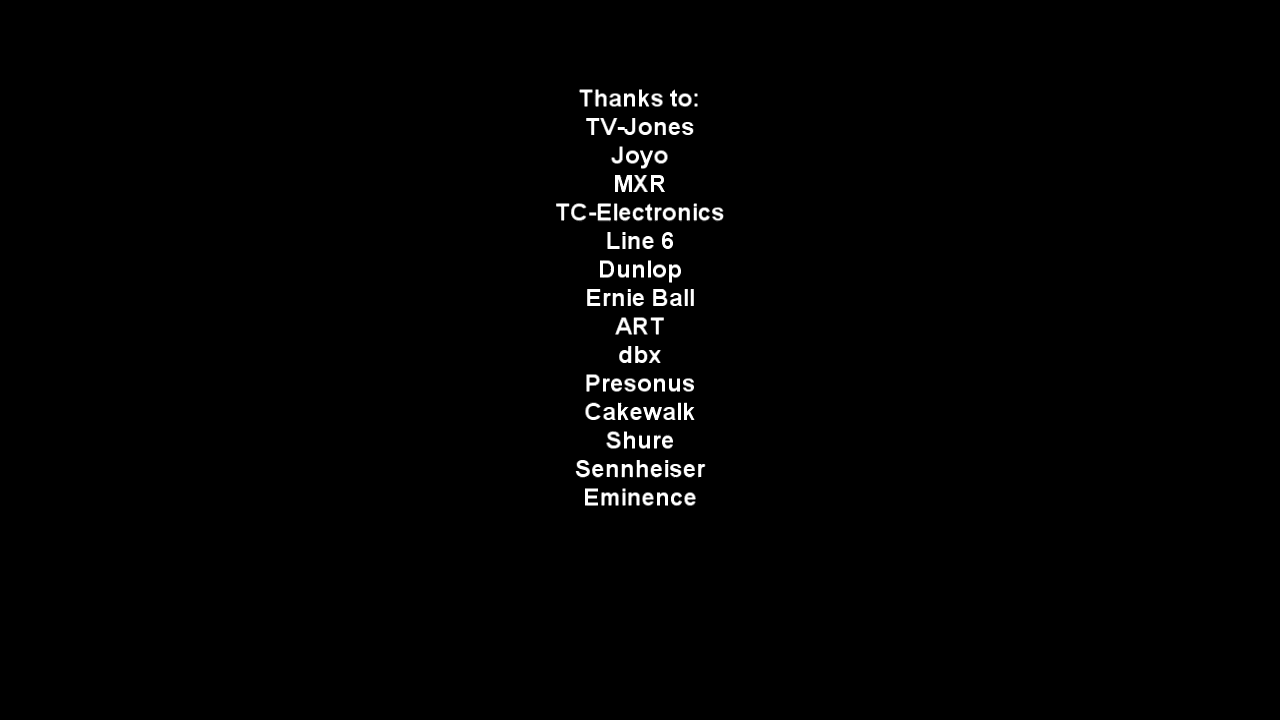 Thanks to:
TV-Jones
Joyo
MXR
TC-Electronics
Line 6
Dunlop
Ernie Ball
ART
dbx
Presonus
Cakewalk
Shure
Sennheiser
Eminence